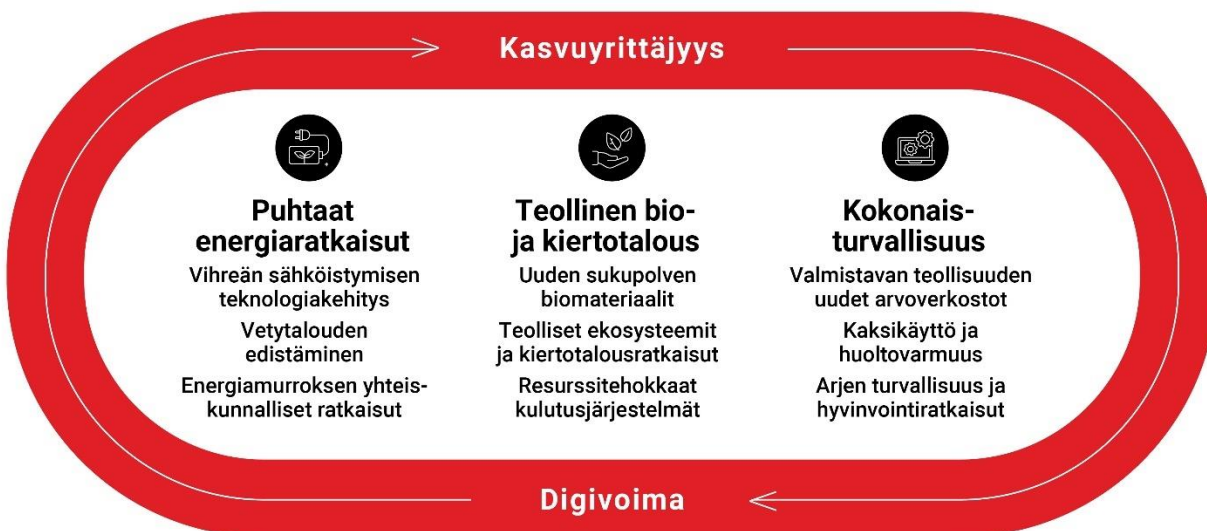 Kasvuyrittäjyys
Puhtaat
energiaratkaisut
Vihreän sähköistymisen
teknologiakehitys
Vetytalouden
edistäminen
Energiamurroksen yhteis-
kunnalliset ratkaisut
Teollinen bio-
ja kiertotalous
Uuden sukupolven
biomateriaalit
Teolliset ekosysteemit
ja kiertotalousratkaisut
Resurssitehokkaat
kulutusjärjestelmät
Kokonais-
turvallisuus
Valmistavan teollisuuden
uudet arvoverkostot
Kaksikäyttö ja
huoltovarmuus
Arjen turvallisuus ja
hyvinvointiratkaisut
Digivoima